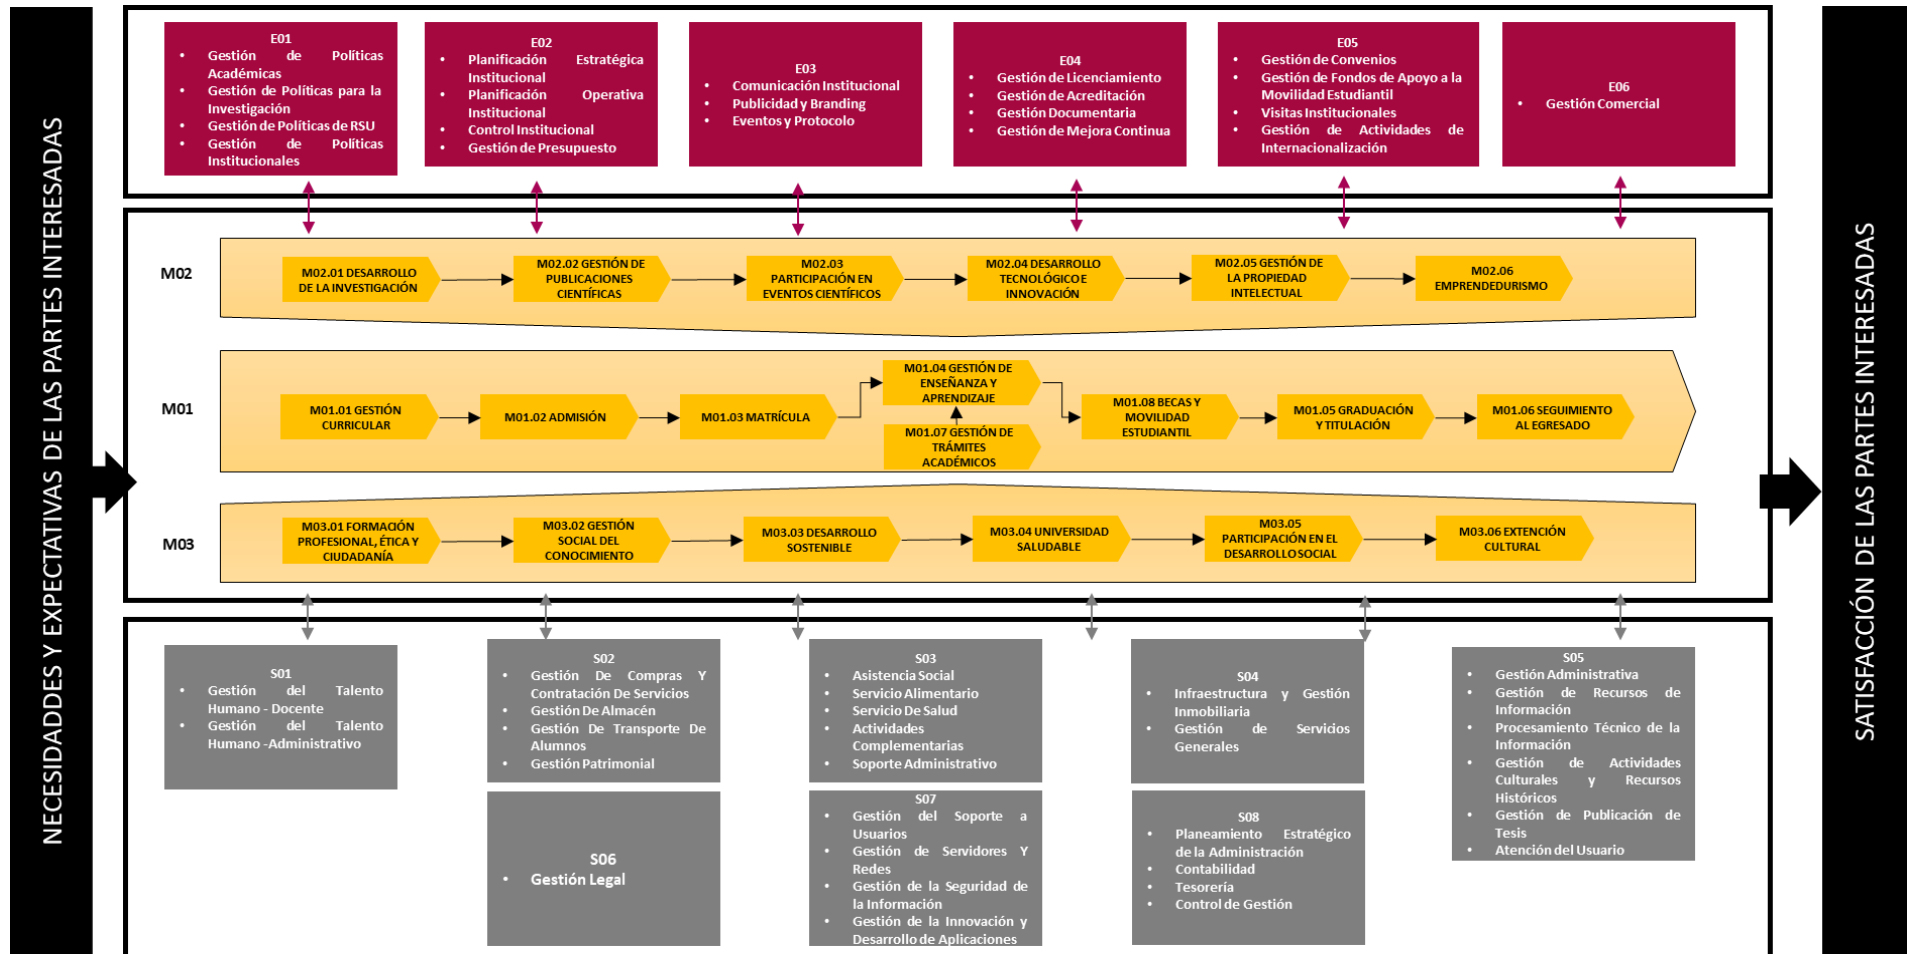 NECESIDADDES Y EXPECTATIVAS DE LAS PARTES INTERESADAS
E01
• Gestión de Políticas
Académicas
• Gestión de Políticas para la
Investigación
• Gestión de Políticas de RSU
• Gestión de Políticas
Institucionales
E02
• Planificación Estratégica
Institucional
• Planificación Operativa
Institucional
• Control Institucional
• Gestión de Presupuesto
E03
• Comunicación Institucional
• Publicidad y Branding
• Eventos y Protocolo
E04
• Gestión de Licenciamiento
• Gestión de Acreditación
• Gestión Documentaria
• Gestión de Mejora Continua
E05
• Gestión de Convenios
• Gestión de Fondos de Apoyo a la
Movilidad Estudiantil
• Visitas Institucionales
• Gestión de Actividades de
Internacionalización
E06
• Gestión Comercial
M02
M02.01 DESARROLLO
DE LA INVESTIGACIÓN
M02.02 GESTIÓN DE
PUBLICACIONES
CIENTÍFICAS
M02.03
PARTICIPACIÓN EN
EVENTOS CIENTÍFICOS
M02.04 DESARROLLO
TECNOLÓGICO E
INNOVACIÓN
M02.05 GESTIÓN DE
LA PROPIEDAD
INTELECTUAL
M02.06
EMPRENDEDURISMO
M01
M01.01 GESTIÓN
CURRICULAR
M01.02 ADMISIÓN
M01.03 MATRÍCULA
M01.04 GESTIÓN DE
ENSEÑANZA Y
APRENDIZAJE
M01.07 GESTIÓN DE
TRÁMITES
ACADÉMICOS
M01.08 BECAS Y
MOVILIDAD
ESTUDIANTIL
M01.05 GRADUACIÓN
Y TITULACIÓN
M01.06 SEGUIMIENTO
AL EGRESADO
M03
M03.01 FORMACIÓN
PROFESIONAL, ÉTICA Y
CIUDADANÍA
M03.02 GESTIÓN
SOCIAL DEL
CONOCIMIENTO
M03.03 DESARROLLO
SOSTENIBLE
M03.04 UNIVERSIDAD
SALUDABLE
M03.05
PARTICIPACIÓN EN EL
DESARROLLO SOCIAL
M03.06 EXTENCIÓN
CULTURAL
S01
• Gestión del Talento
Humano - Docente
• Gestión del Talento
Humano -Administrativo
S02
• Gestión De Compras Y
Contratación De Servicios
• Gestión De Almacén
• Gestión De Transporte De
Alumnos
• Gestión Patrimonial
S03
• Asistencia Social
• Servicio Alimentario
• Servicio De Salud
• Actividades
Complementarias
• Soporte Administrativo
S04
• Infraestructura y Gestión
Inmobiliaria
• Gestión de Servicios
Generales
S05
• Gestión Administrativa
• Gestión de Recursos de
Información
• Procesamiento Técnico de la
Información
• Gestión de Actividades
Culturales y Recursos
Históricos
• Gestión de Publicación de
Tesis
• Atención del Usuario
S06
• Gestión Legal
S07
• Gestión del Soporte a
Usuarios
• Gestión de Servidores Y
Redes
• Gestión de la Seguridad de
la Información
• Gestión de la Innovación y
Desarrollo de Aplicaciones
S08
• Planeamiento Estratégico
de la Administración
• Contabilidad
• Tesorería
• Control de Gestión
SATISFACCIÓN DE LAS PARTES INTERESADAS